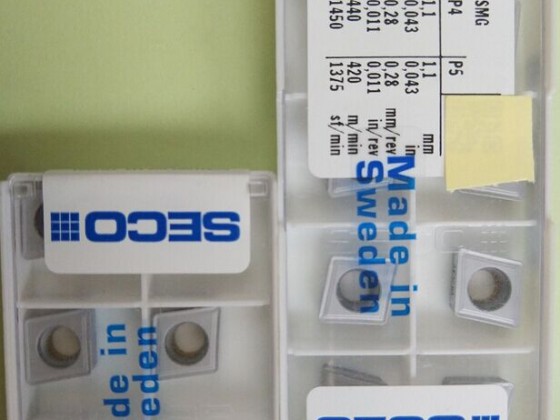 SMG
P4 P5
1,1 1,1 mm
0,043 0,043 in
0,28 0,28 mm/rev
0,011 0,011 in/rev
440 420 m/min
1450 1375 sf/min
Made in
Sweden
SECO
de in
eden
SECO